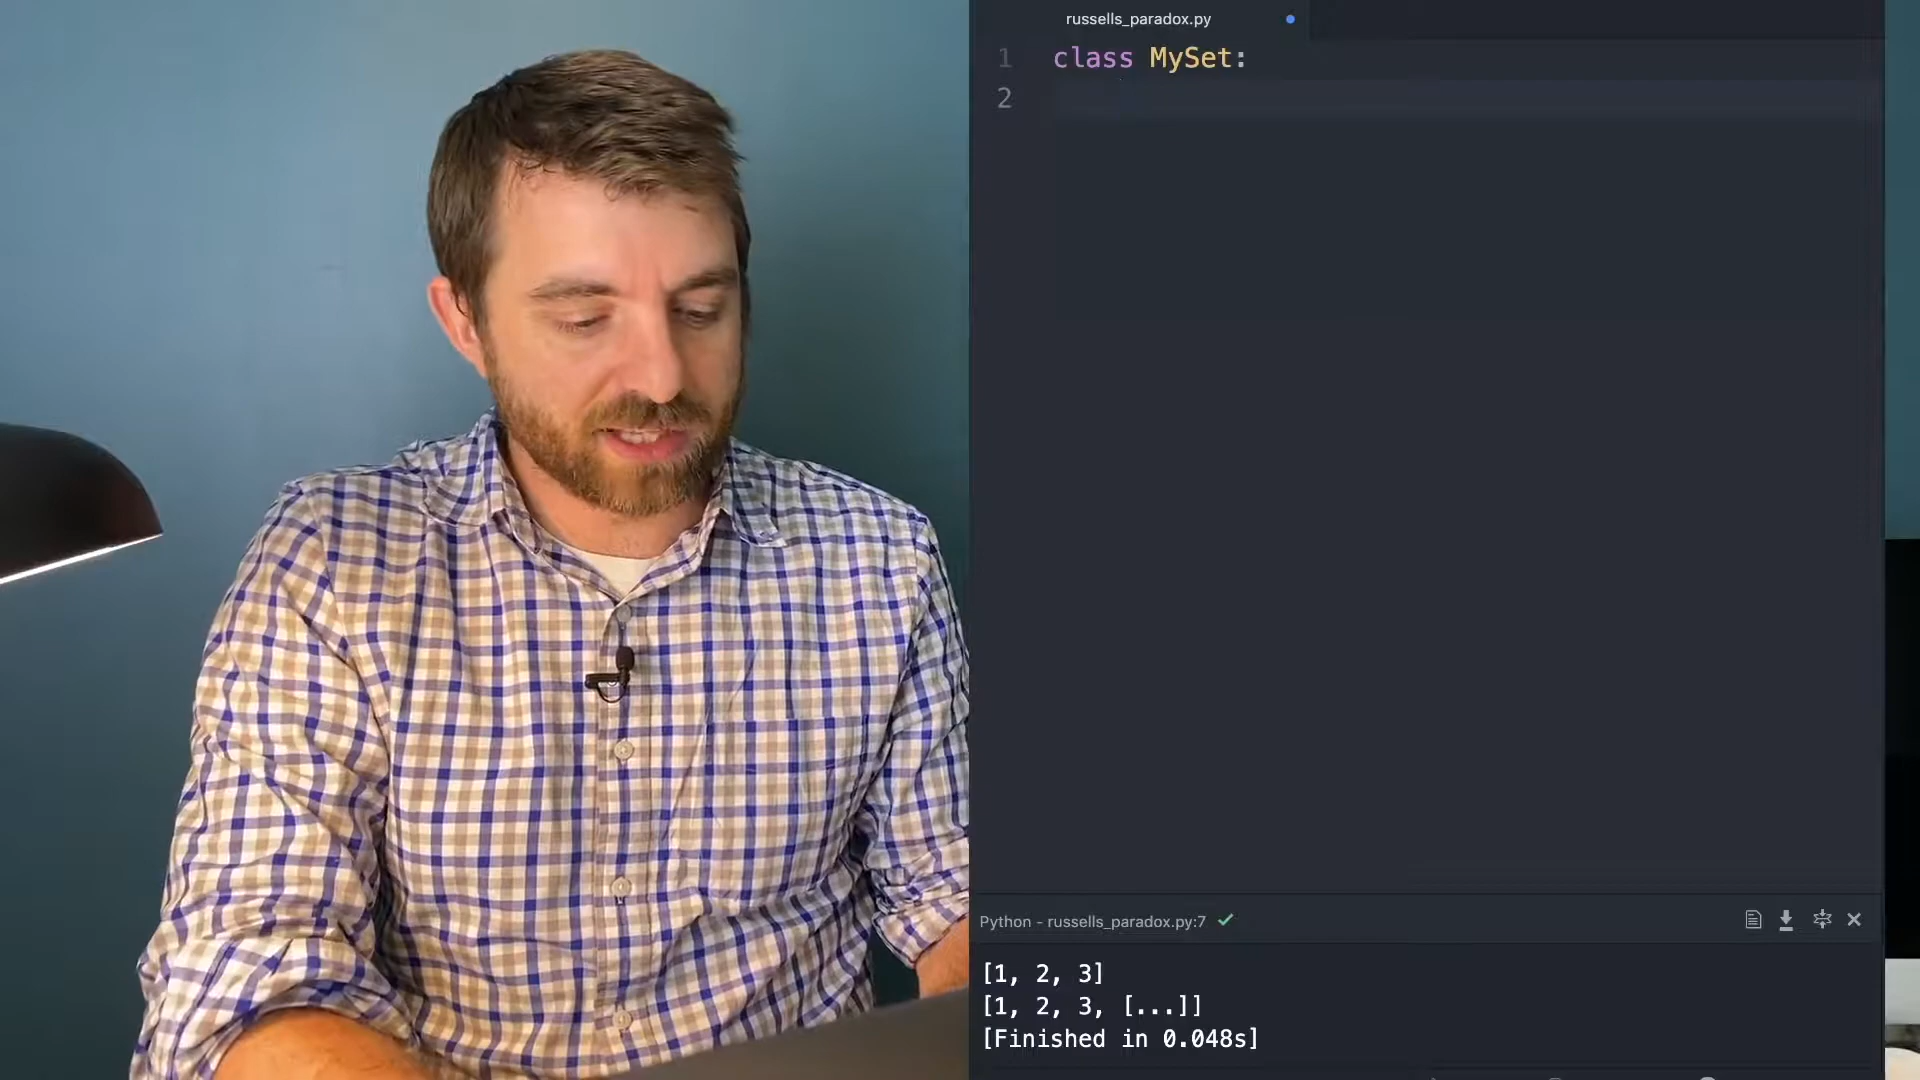 russells_paradox.py
1 class MySet:
2
Python - russells_paradox.py:7
[1, 2, 3]
[1, 2, 3, [...]]
[Finished in 0.048s]